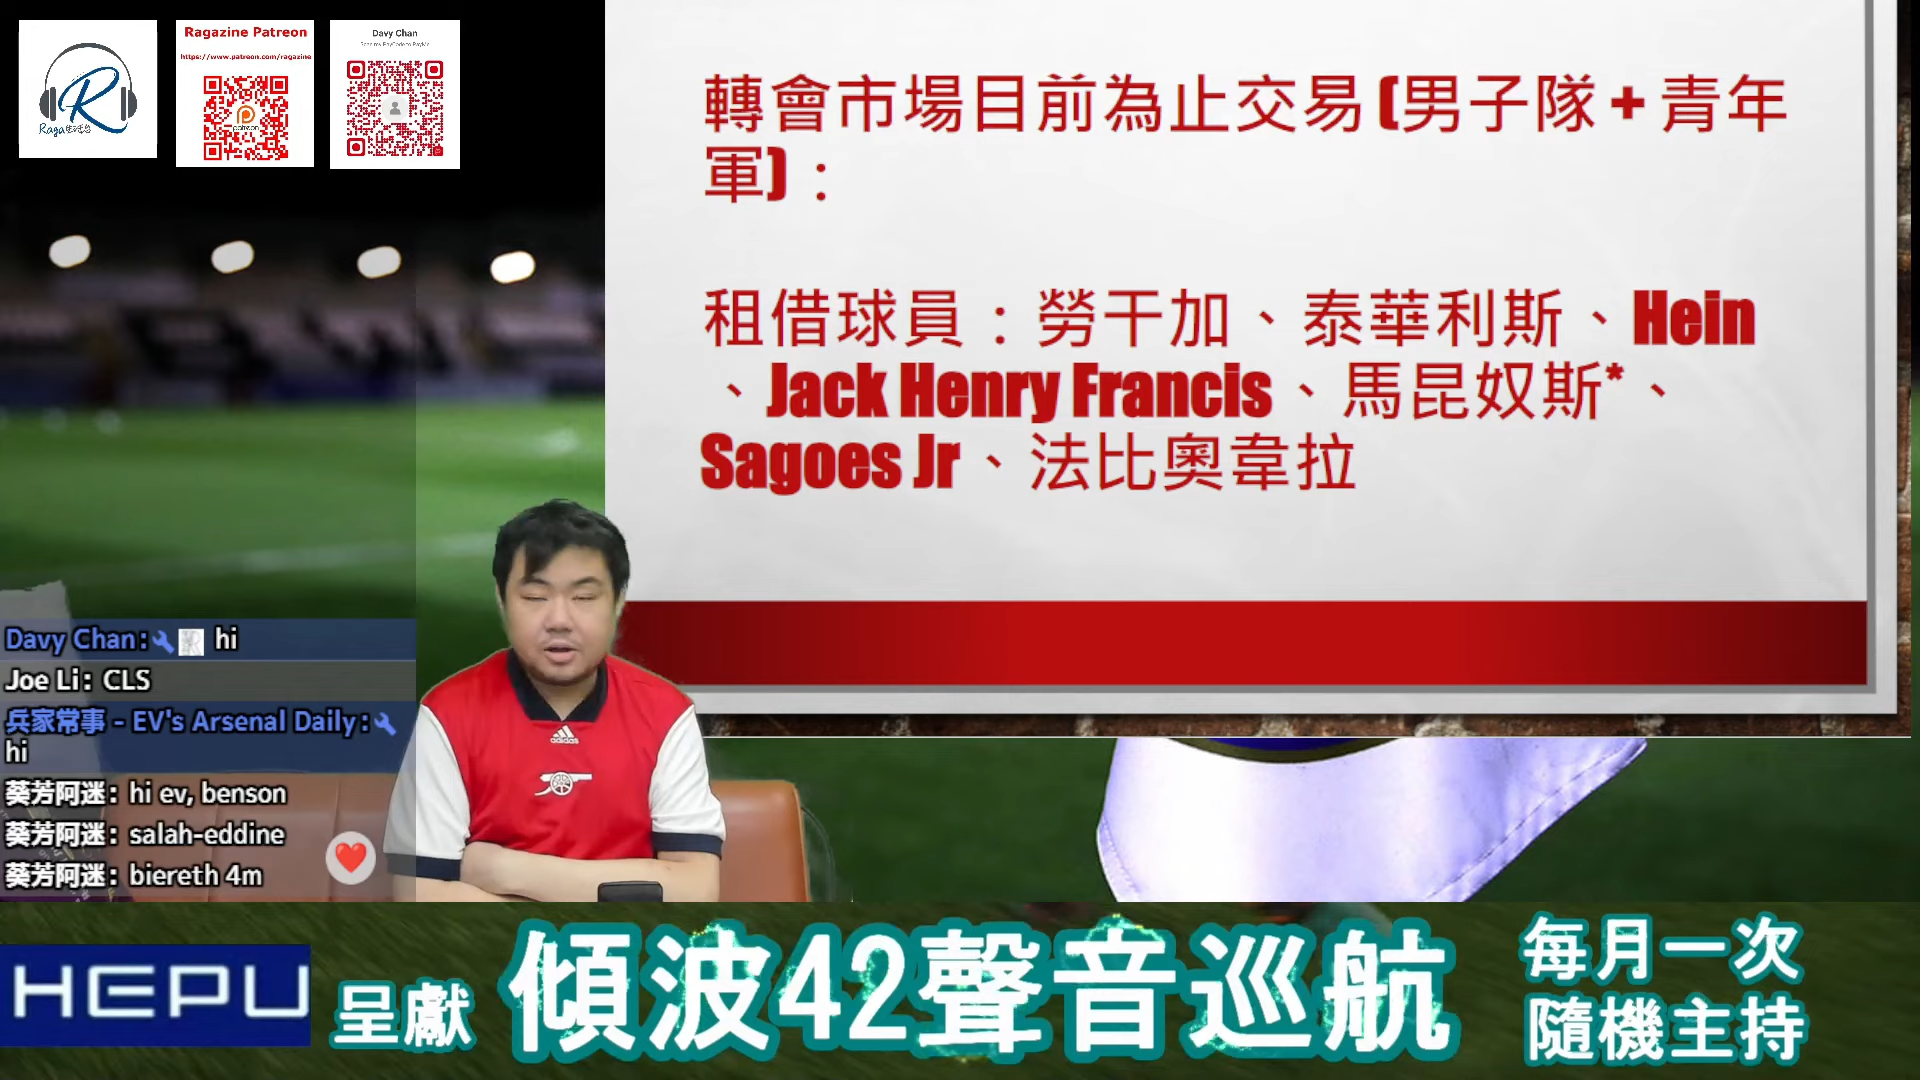 R
Raga
Ragazine Patreon
https://www.patreon.com/ragazine
patreon
Davy Chan
轉會市場目前為止交易 (男子隊 + 青年
軍)：
租借球員：勞干加、泰華利斯、Hein
、Jack Henry Francis、馬昆奴斯*、
Sagoes Jr、法比奧韋拉
Davy Chan: hi
Joe Li: CLS
兵家常事 - EV's Arsenal Daily:
hi
葵芳阿迷: hi ev, benson
葵芳阿迷: salah-eddine
葵芳阿迷: biereth 4m
adidas
HEPU 呈獻 傾波42聲音巡航
每月一次
隨機主持